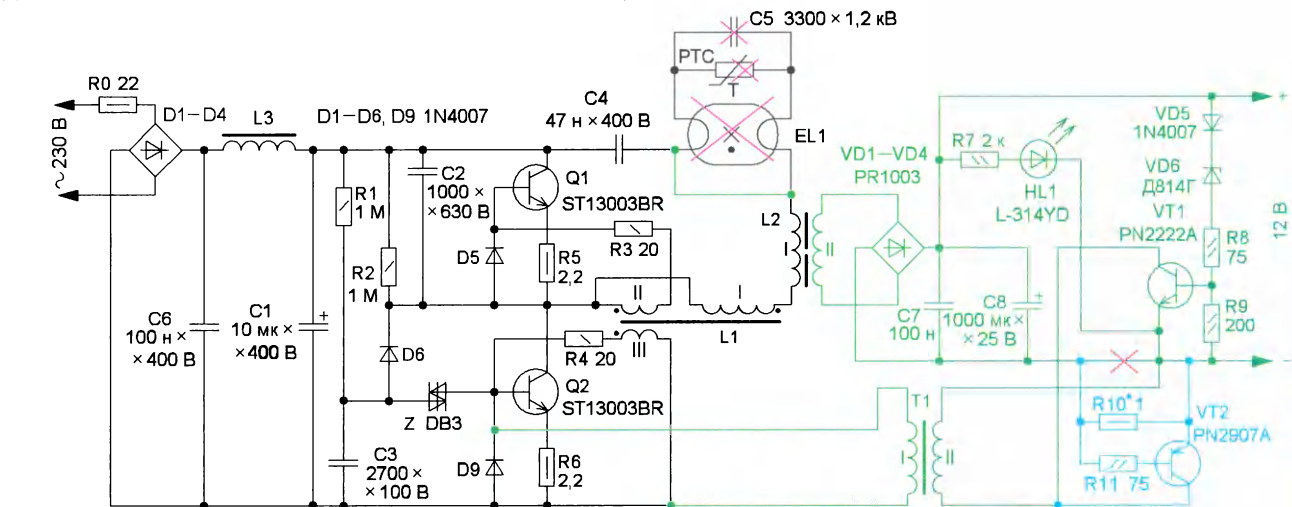 C5 3300 × 1,2 кВ
PTC
T
R0 22
D1–D4
L3
D1–D6, D9 1N4007
C4
47 н × 400 В
EL1
~ 230 В
VD1–VD4
PR1003
R7 2 к
HL1
L-314YD
VD5
1N4007
VD6
Д814Г
VT1
PN2222A
+
12 В
R1
1 М
C2
1000 ×
× 630 В
Q1
ST13003BR
R3 20
L2
I
II
R2
1 М
D5
R5
2,2
II
I
L1
R8
75
R9
200
C6
100 н ×
× 400 В
C1
10 мк ×
× 400 В
+
D6
R4 20
III
C7
100 н
C8
1000 мк ×
× 25 В
+
–
Z DB3
Q2
ST13003BR
T1
I
II
R10* 1
VT2
PN2907A
R11 75
C3
2700 ×
× 100 В
D9
R6
2,2